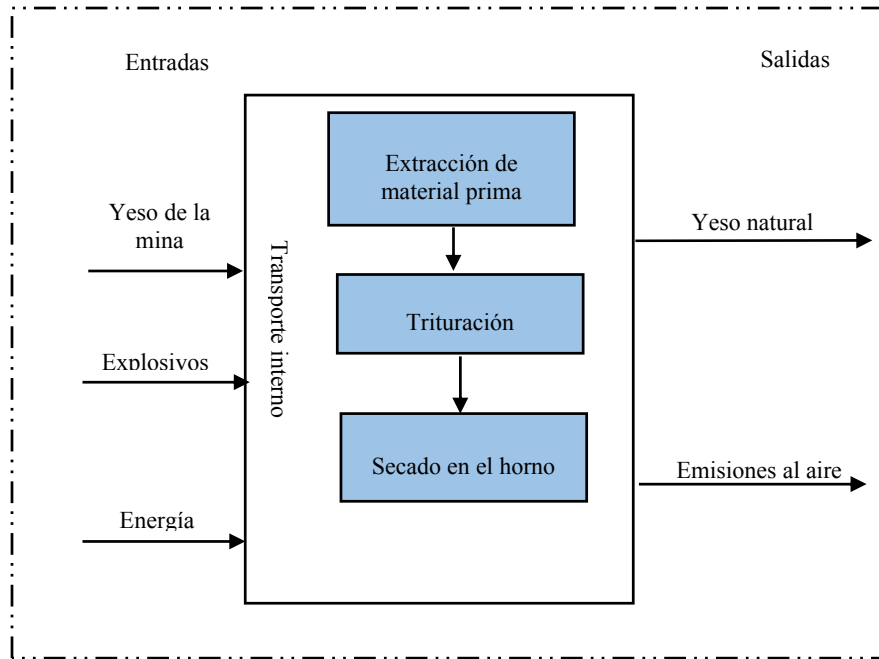 Entradas
Salidas
Yeso de la
mina
Explosivos
Energía
Transporte interno
Extracción de
material prima
Trituración
Secado en el horno
Yeso natural
Emisiones al aire